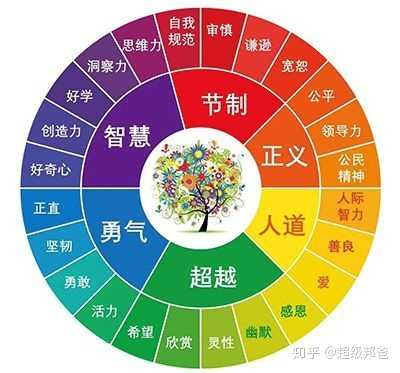 节制
正义
人道
超越
勇气
智慧
自我
规范
审慎
谦逊
宽恕
公平
领导力
公民
精神
人际
智力
善良
爱
感恩
幽默
灵性
欣赏
希望
活力
勇敢
坚韧
正直
好奇心
创造力
好学
洞察力
思维力
知乎 @超级邦爸